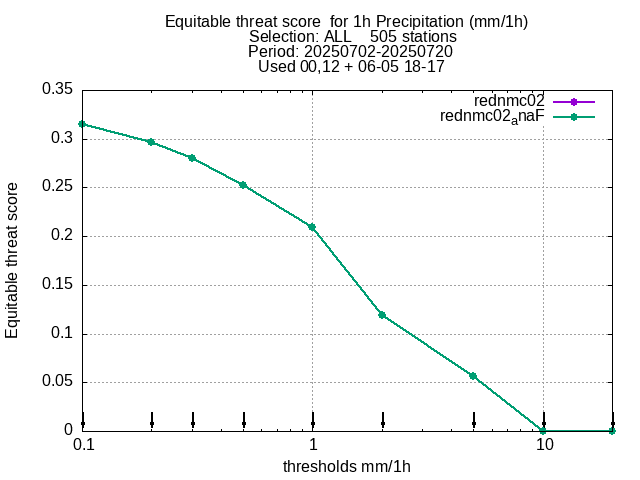 Equitable threat score  for 1h Precipitation (mm/1h)
Selection: ALL    505 stations
Period: 20250702-20250720
Used 00,12 + 06-05 18-17
0.35
0.3
0.25
0.2
0.15
0.1
0.05
0
Equitable threat score
rednmc02
rednmc02anaF
0.1 1 10
thresholds mm/1h